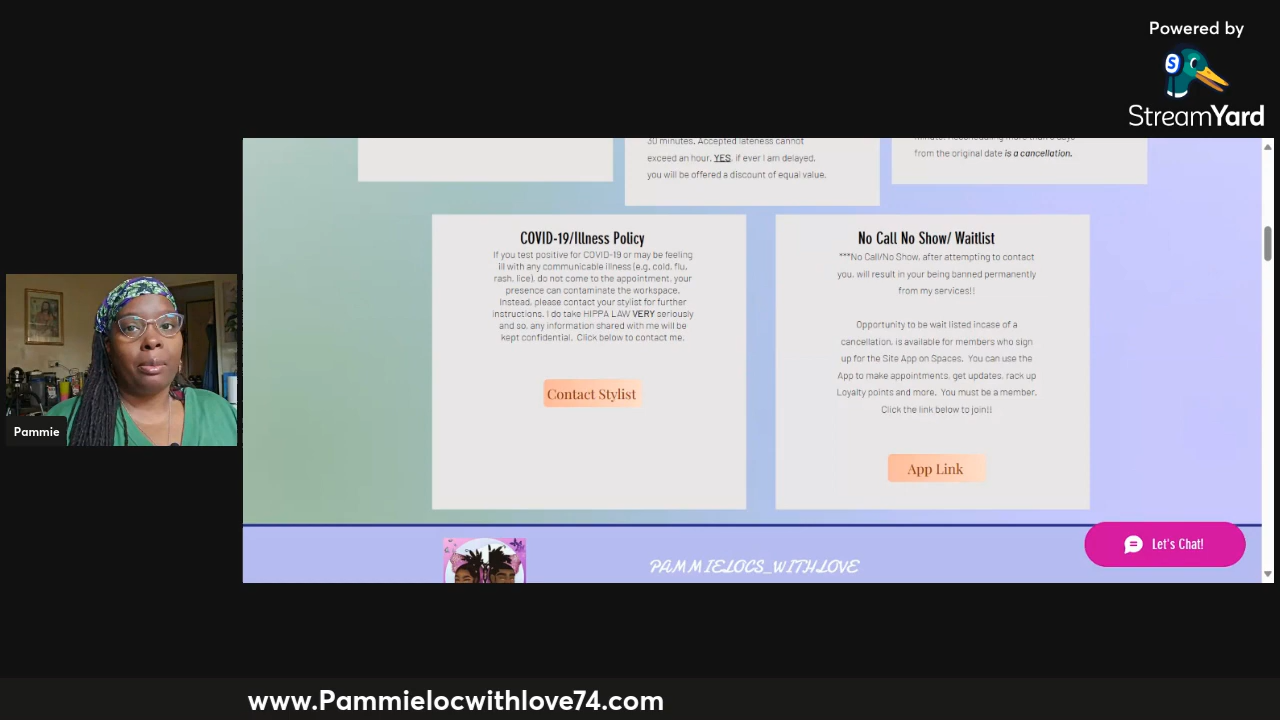 Powered by
S
StreamYard
30 minutes. Accepted lateness cannot
exceed an hour. YES, if ever I am delayed,
you will be offered a discount of equal value.
from the original date is a cancellation.
COVID-19/Illness Policy
If you test positive for COVID-19 or may be feeling
ill with any communicable illness (e.g. cold, flu,
rash, lice), do not come to the appointment, your
presence can contaminate the workspace.
Instead, please contact your stylist for further
instructions. I do take HIPPA LAW VERY seriously
and so, any information shared with me will be
kept confidential. Click below to contact me.
Contact Stylist
No Call No Show/ Waitlist
***No Call/No Show, after attempting to contact
you, will result in your being banned permanently
from my services!!
Opportunity to be wait listed incase of a
cancellation, is available for members who sign
up for the Site App on Spaces. You can use the
App to make appointments, get updates, rack up
Loyalty points and more. You must be a member.
Click the link below to join!!
App Link
Let's Chat!
PAMMIELOCS_WITHLOVE
Pammie
www.Pammielocwithlove74.com